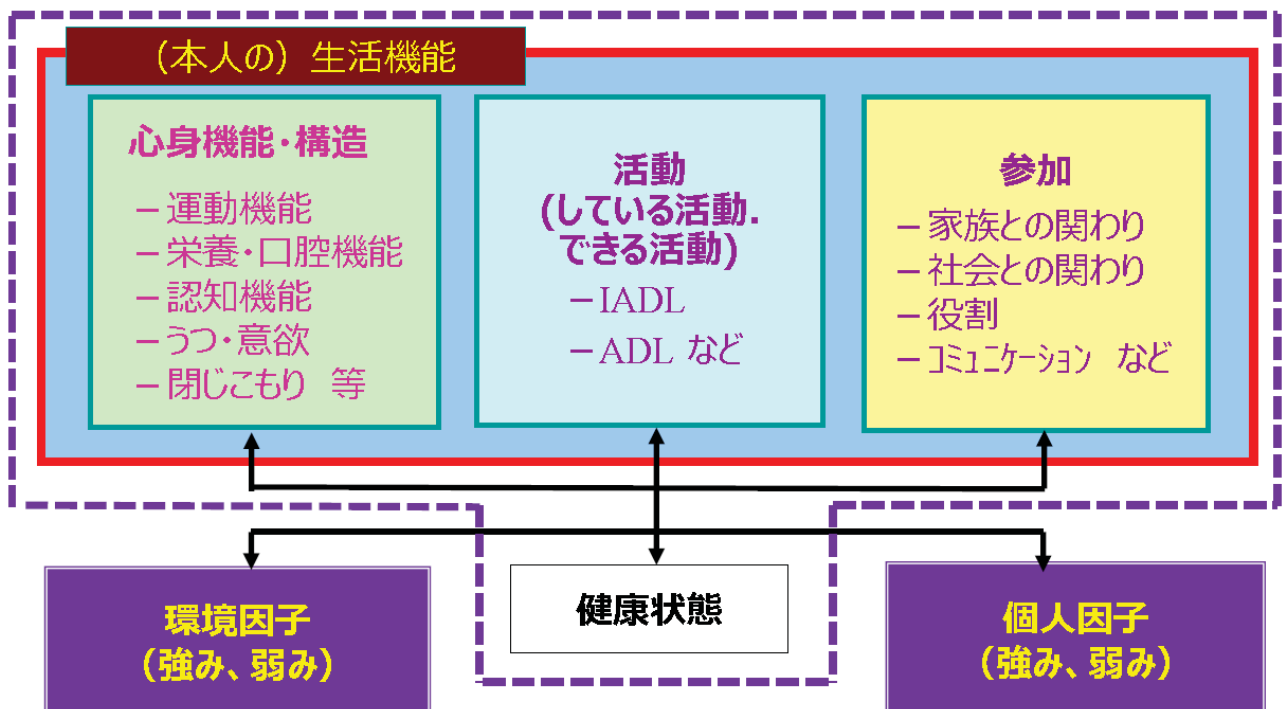 （本人の）生活機能
心身機能・構造
－運動機能
－栄養・口腔機能
－認知機能
－うつ・意欲
－閉じこもり 等
活動
(している活動.
できる活動)
－IADL
－ADL など
参加
－家族との関わり
－社会との関わり
－役割
－ｺﾐｭﾆｹｰｼｮﾝ など
環境因子
（強み、弱み）
健康状態
個人因子
（強み、弱み）